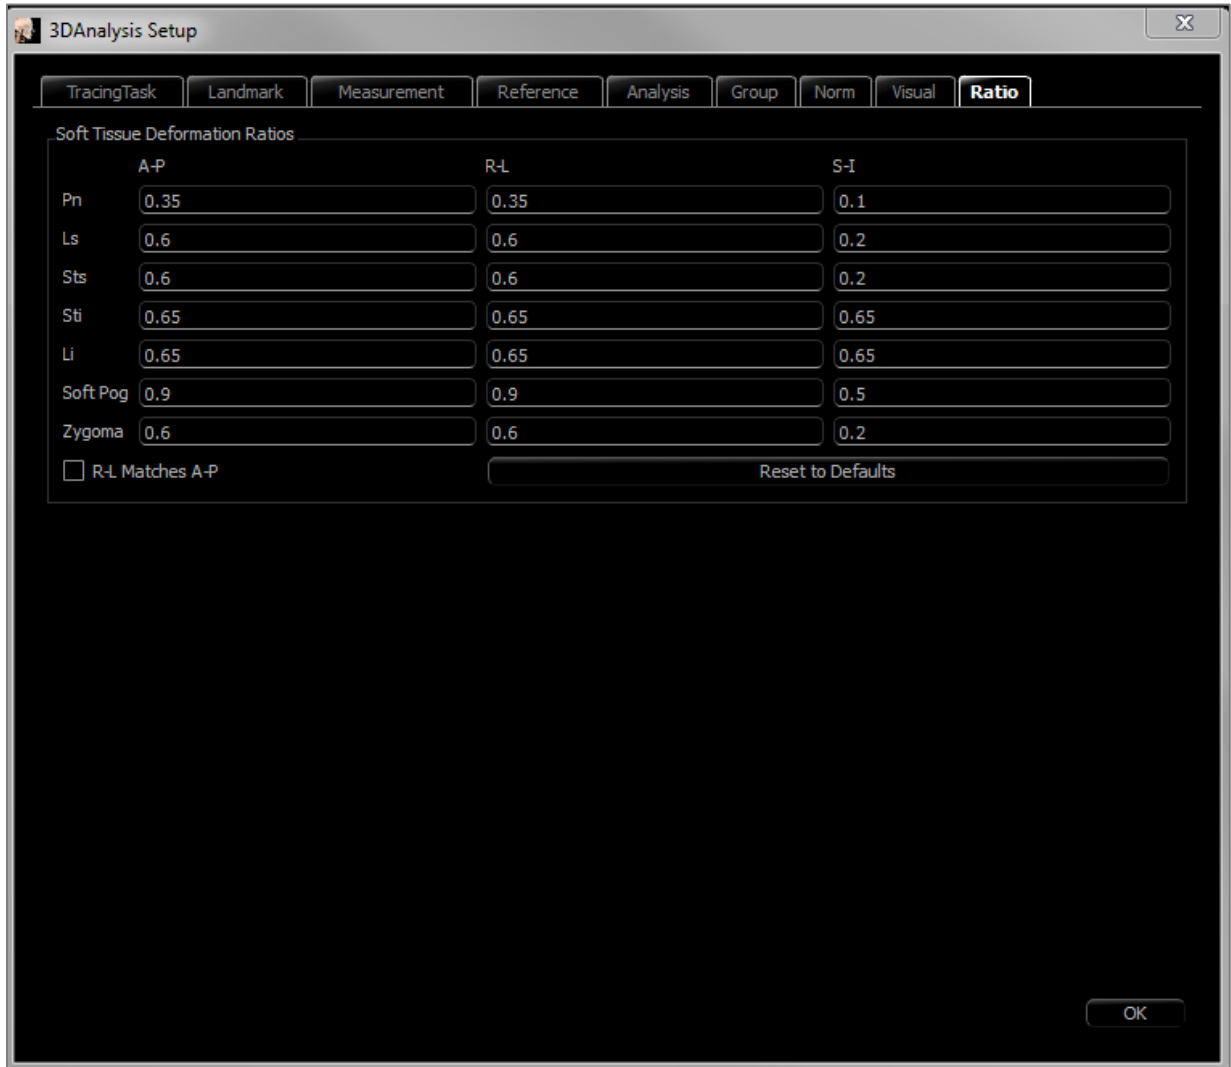 3DAnalysis Setup
TracingTask Landmark Measurement Reference Analysis Group Norm Visual Ratio
Soft Tissue Deformation Ratios
A-P R-L S-I
Pn 0.35 0.35 0.1
Ls 0.6 0.6 0.2
Sts 0.6 0.6 0.2
Sti 0.65 0.65 0.65
Li 0.65 0.65 0.65
Soft Pog 0.9 0.9 0.5
Zygoma 0.6 0.6 0.2
R-L Matches A-P Reset to Defaults
OK